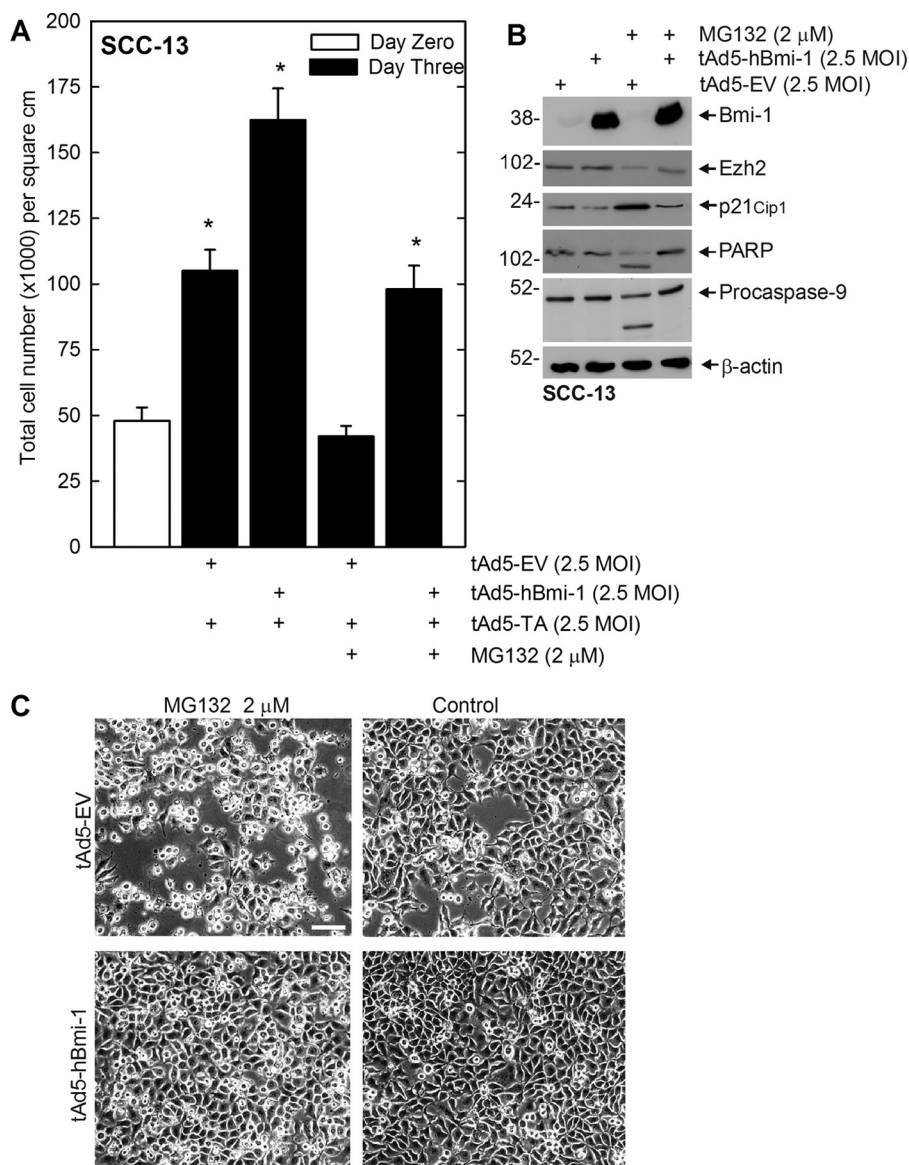 A
SCC-13
Day Zero
Day Three
Total cell number (x1000) per square cm
200
175
150
125
100
75
50
25
0
*
*
*
+ + tAd5-EV (2.5 MOI)
+ + tAd5-hBmi-1 (2.5 MOI)
+ + + + tAd5-TA (2.5 MOI)
+ + MG132 (2 μM)
B
+ + MG132 (2 μM)
+ + tAd5-hBmi-1 (2.5 MOI)
+ + tAd5-EV (2.5 MOI)
38- Bmi-1
102- Ezh2
24- p21Cip1
102- PARP
52- Procaspase-9
52- β-actin
SCC-13
C
MG132 2 μM Control
tAd5-EV
tAd5-hBmi-1